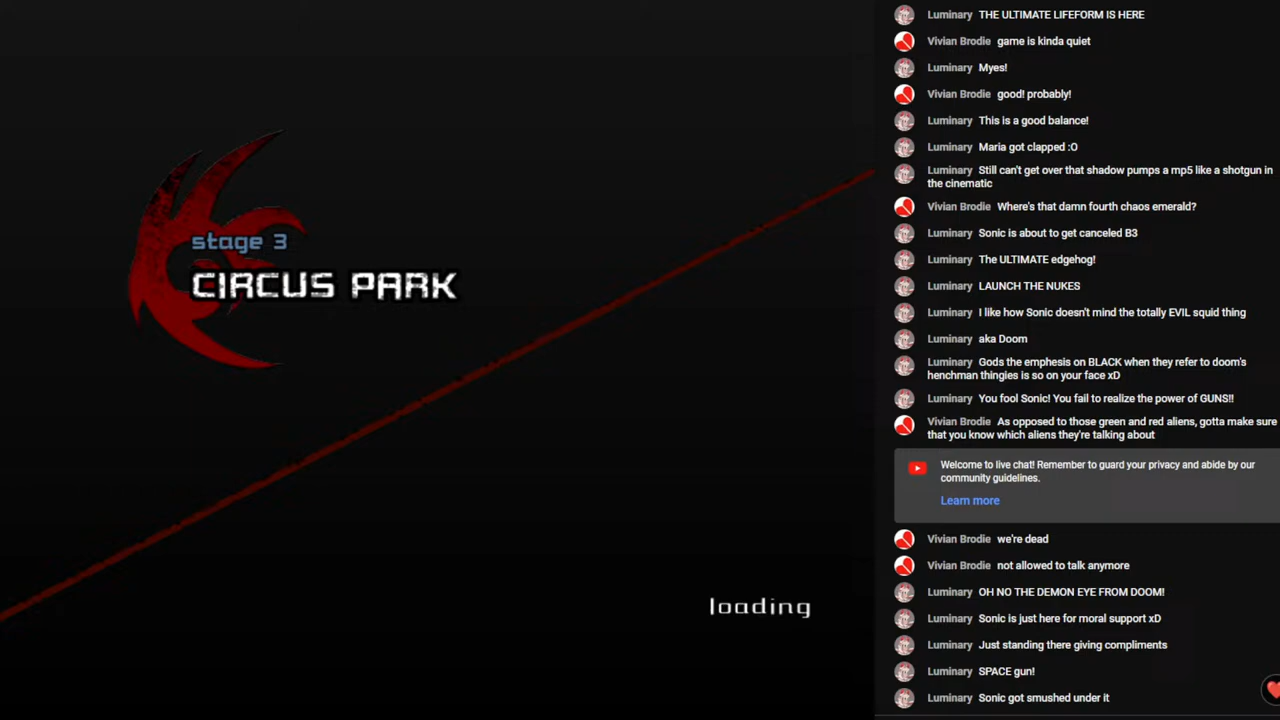 stage 3
CIRCUS PARK
loading
Luminary THE ULTIMATE LIFEFORM IS HERE
Vivian Brodie game is kinda quiet
Luminary Myes!
Vivian Brodie good! probably!
Luminary This is a good balance!
Luminary Maria got clapped :O
Luminary Still can't get over that shadow pumps a mp5 like a shotgun in
the cinematic
Vivian Brodie Where's that damn fourth chaos emerald?
Luminary Sonic is about to get canceled B3
Luminary The ULTIMATE edgehog!
Luminary LAUNCH THE NUKES
Luminary I like how Sonic doesn't mind the totally EVIL squid thing
Luminary aka Doom
Luminary Gods the emphesis on BLACK when they refer to doom's
henchman thingies is so on your face xD
Luminary You fool Sonic! You fail to realize the power of GUNS!!
Vivian Brodie As opposed to those green and red aliens, gotta make sure
that you know which aliens they're talking about
Welcome to live chat! Remember to guard your privacy and abide by our
community guidelines.
Learn more
Vivian Brodie we're dead
Vivian Brodie not allowed to talk anymore
Luminary OH NO THE DEMON EYE FROM DOOM!
Luminary Sonic is just here for moral support xD
Luminary Just standing there giving compliments
Luminary SPACE gun!
Luminary Sonic got smushed under it